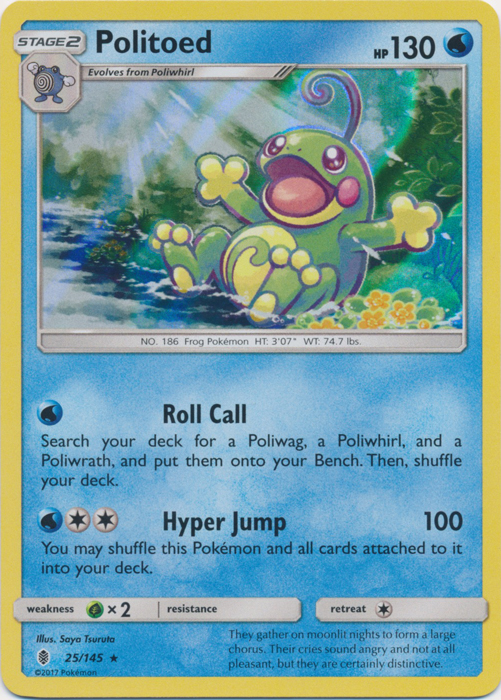 STAGE 2
Politoed
HP 130
Evolves from Poliwhirl
NO. 186 Frog Pokémon HT: 3'07" WT: 74.7 lbs.
Roll Call
Search your deck for a Poliwag, a Poliwhirl, and a
Poliwrath, and put them onto your Bench. Then, shuffle
your deck.
Hyper Jump 100
You may shuffle this Pokémon and all cards attached to it
into your deck.
weakness ×2 resistance retreat
Illus. Saya Tsuruta
25/145 ★
©2017 Pokémon
They gather on moonlit nights to form a large
chorus. Their cries sound angry and not at all
pleasant, but they are certainly distinctive.